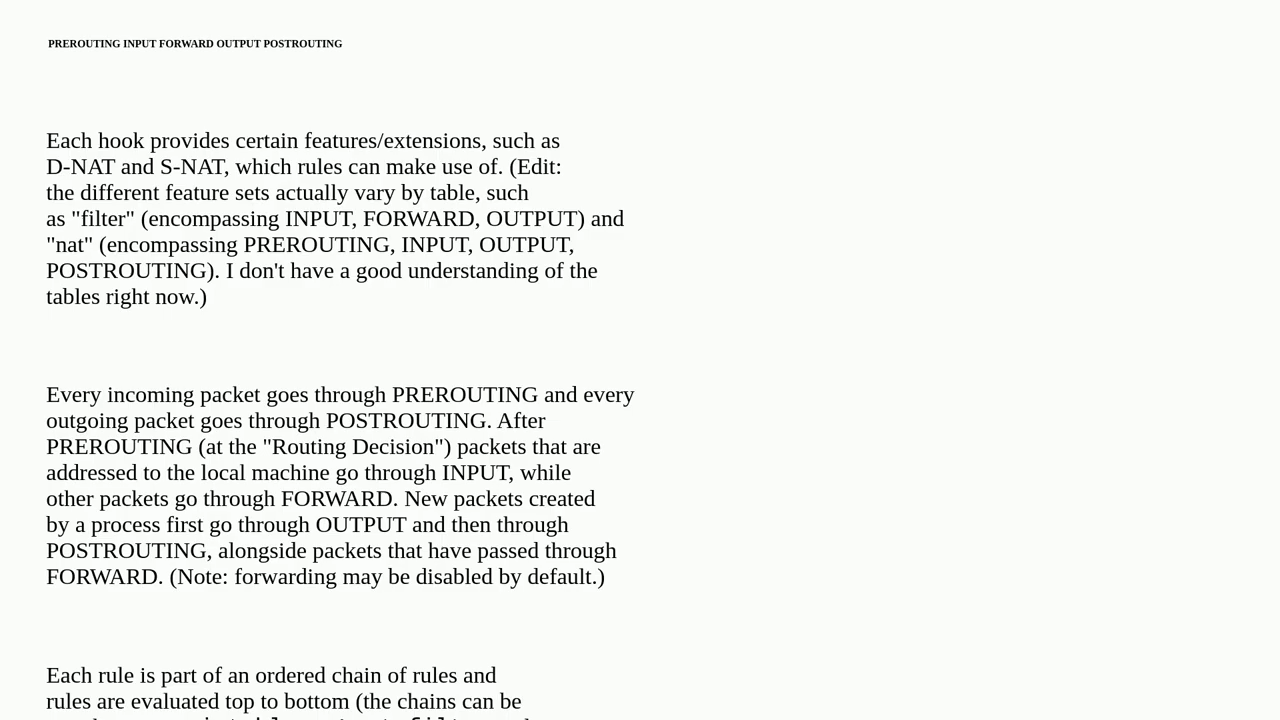 PREROUTING INPUT FORWARD OUTPUT POSTROUTING
Each hook provides certain features/extensions, such as
D-NAT and S-NAT, which rules can make use of. (Edit:
the different feature sets actually vary by table, such
as "filter" (encompassing INPUT, FORWARD, OUTPUT) and
"nat" (encompassing PREROUTING, INPUT, OUTPUT,
POSTROUTING). I don't have a good understanding of the
tables right now.)
Every incoming packet goes through PREROUTING and every
outgoing packet goes through POSTROUTING. After
PREROUTING (at the "Routing Decision") packets that are
addressed to the local machine go through INPUT, while
other packets go through FORWARD. New packets created
by a process first go through OUTPUT and then through
POSTROUTING, alongside packets that have passed through
FORWARD. (Note: forwarding may be disabled by default.)
Each rule is part of an ordered chain of rules and
rules are evaluated top to bottom (the chains can be